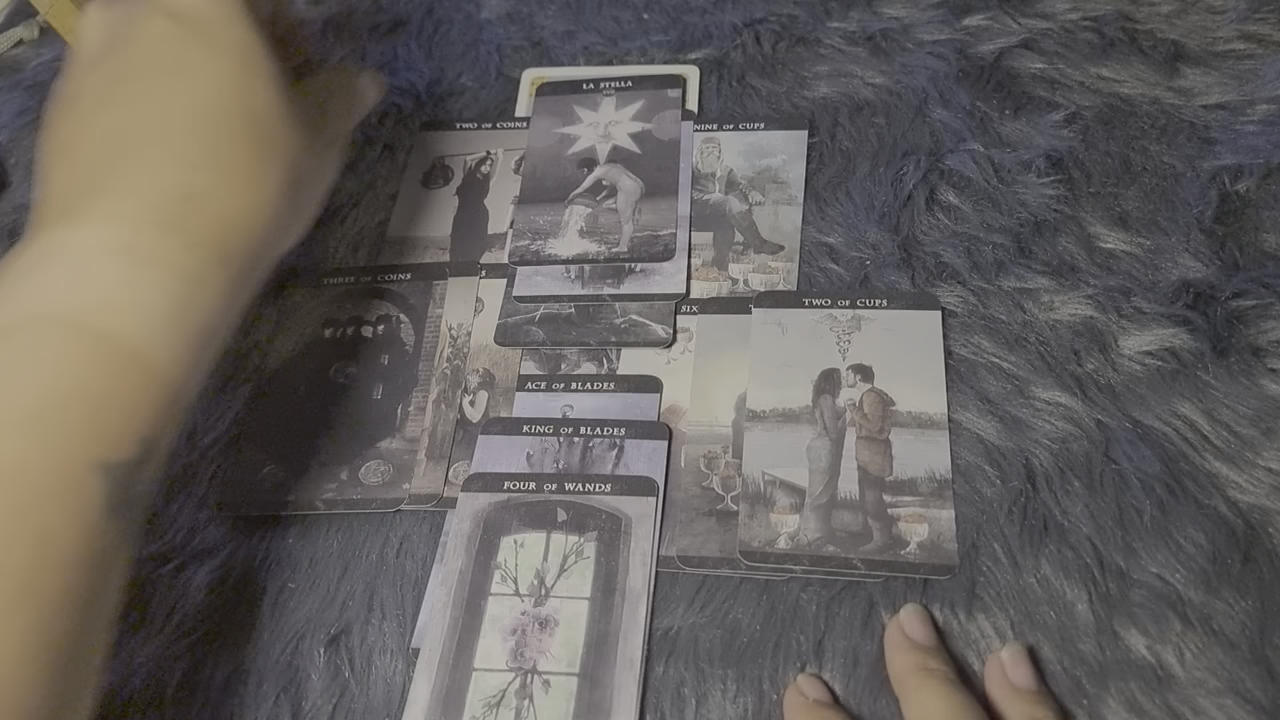 LA STELLA
XVII
TWO OF COINS
NINE OF CUPS
THREE OF COINS
SIX
TWO OF CUPS
ACE OF BLADES
KING OF BLADES
FOUR OF WANDS